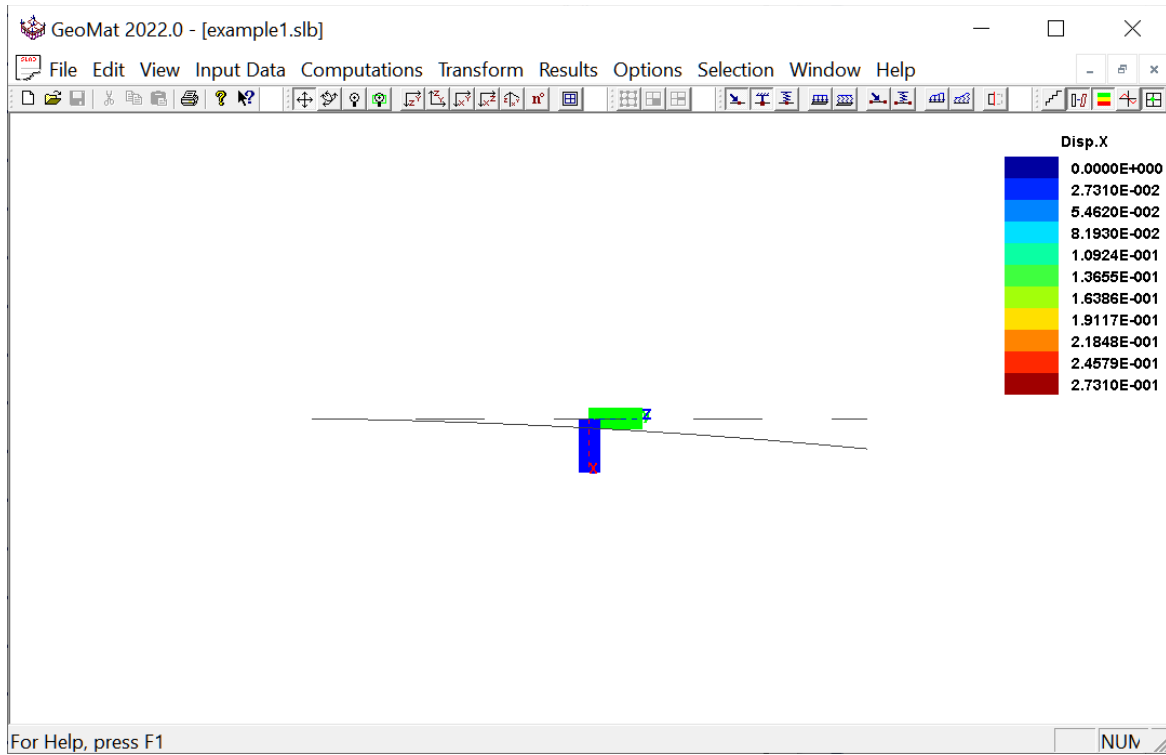 GeoMat 2022.0 - [example1.slb]
File Edit View Input Data Computations Transform Results Options Selection Window Help
n°
Disp.X
0.0000E+000
2.7310E-002
5.4620E-002
8.1930E-002
1.0924E-001
1.3655E-001
1.6386E-001
1.9117E-001
2.1848E-001
2.4579E-001
2.7310E-001
Z
X
For Help, press F1
NUM